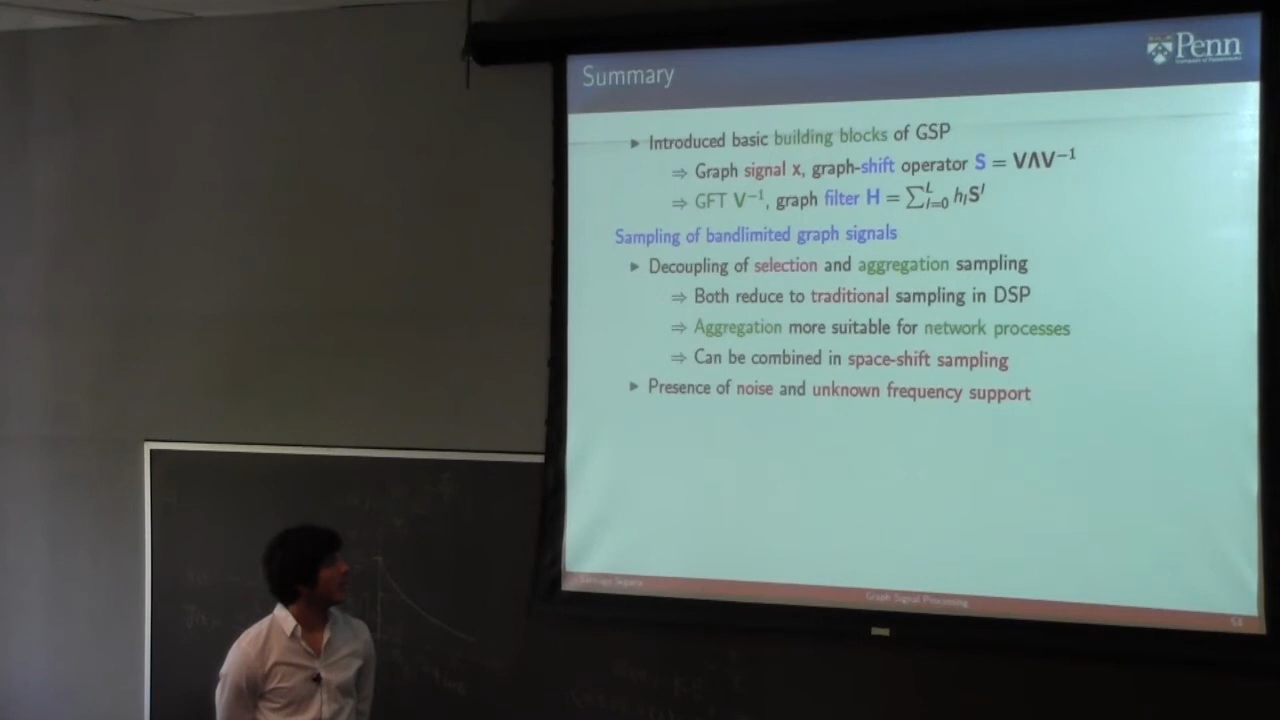 Penn
Summary
▶ Introduced basic building blocks of GSP
⇒ Graph signal x, graph-shift operator S = VΛV⁻¹
⇒ GFT V⁻¹, graph filter H = ∑ᴸₗ₌₀ hₗSˡ
Sampling of bandlimited graph signals
▶ Decoupling of selection and aggregation sampling
⇒ Both reduce to traditional sampling in DSP
⇒ Aggregation more suitable for network processes
⇒ Can be combined in space-shift sampling
▶ Presence of noise and unknown frequency support
Santiago Segarra
Graph Signal Processing
54